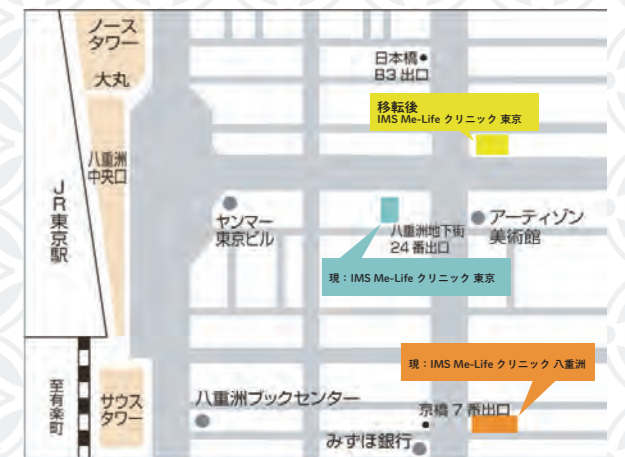 ノース
タワー
大丸
日本橋
B3 出口
移転後
IMS Me-Life クリニック 東京
八重洲
中央口
JR東京駅
ヤンマー
東京ビル
八重洲地下街
24 番出口
アーティゾン
美術館
現：IMS Me-Life クリニック 東京
現：IMS Me-Life クリニック 八重洲
至有楽町
サウス
タワー
八重洲ブックセンター
京橋 7 番出口
みずほ銀行